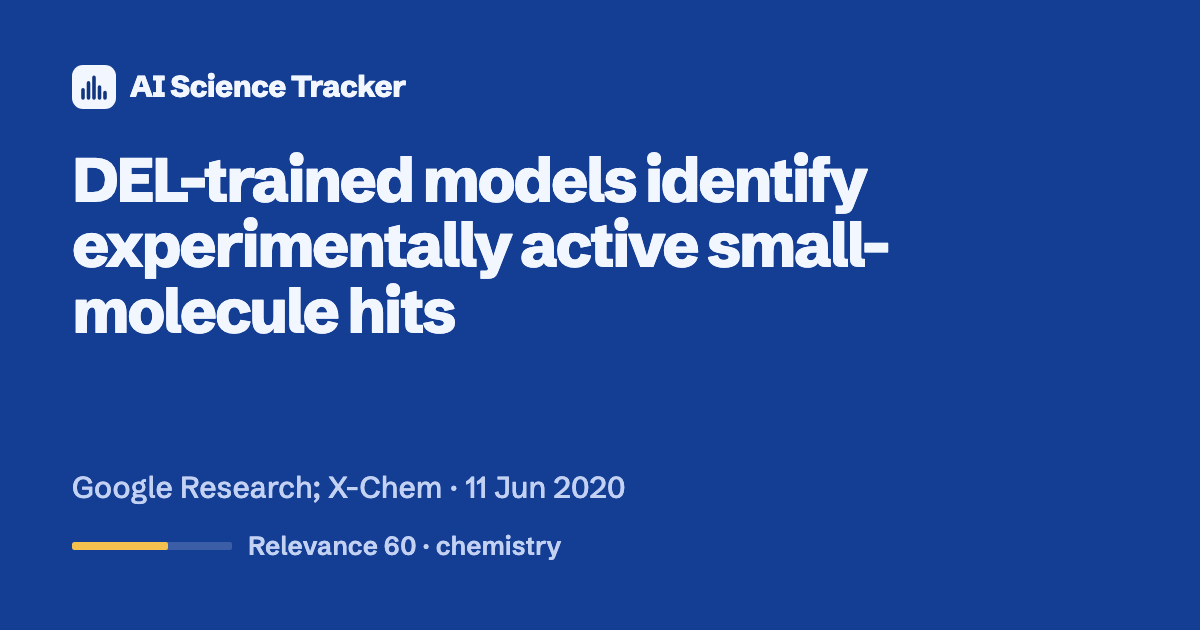 AI Science Tracker
DEL-trained models identify
experimentally active small-
molecule hits
Google Research; X-Chem · 11 Jun 2020
Relevance 60 · chemistry